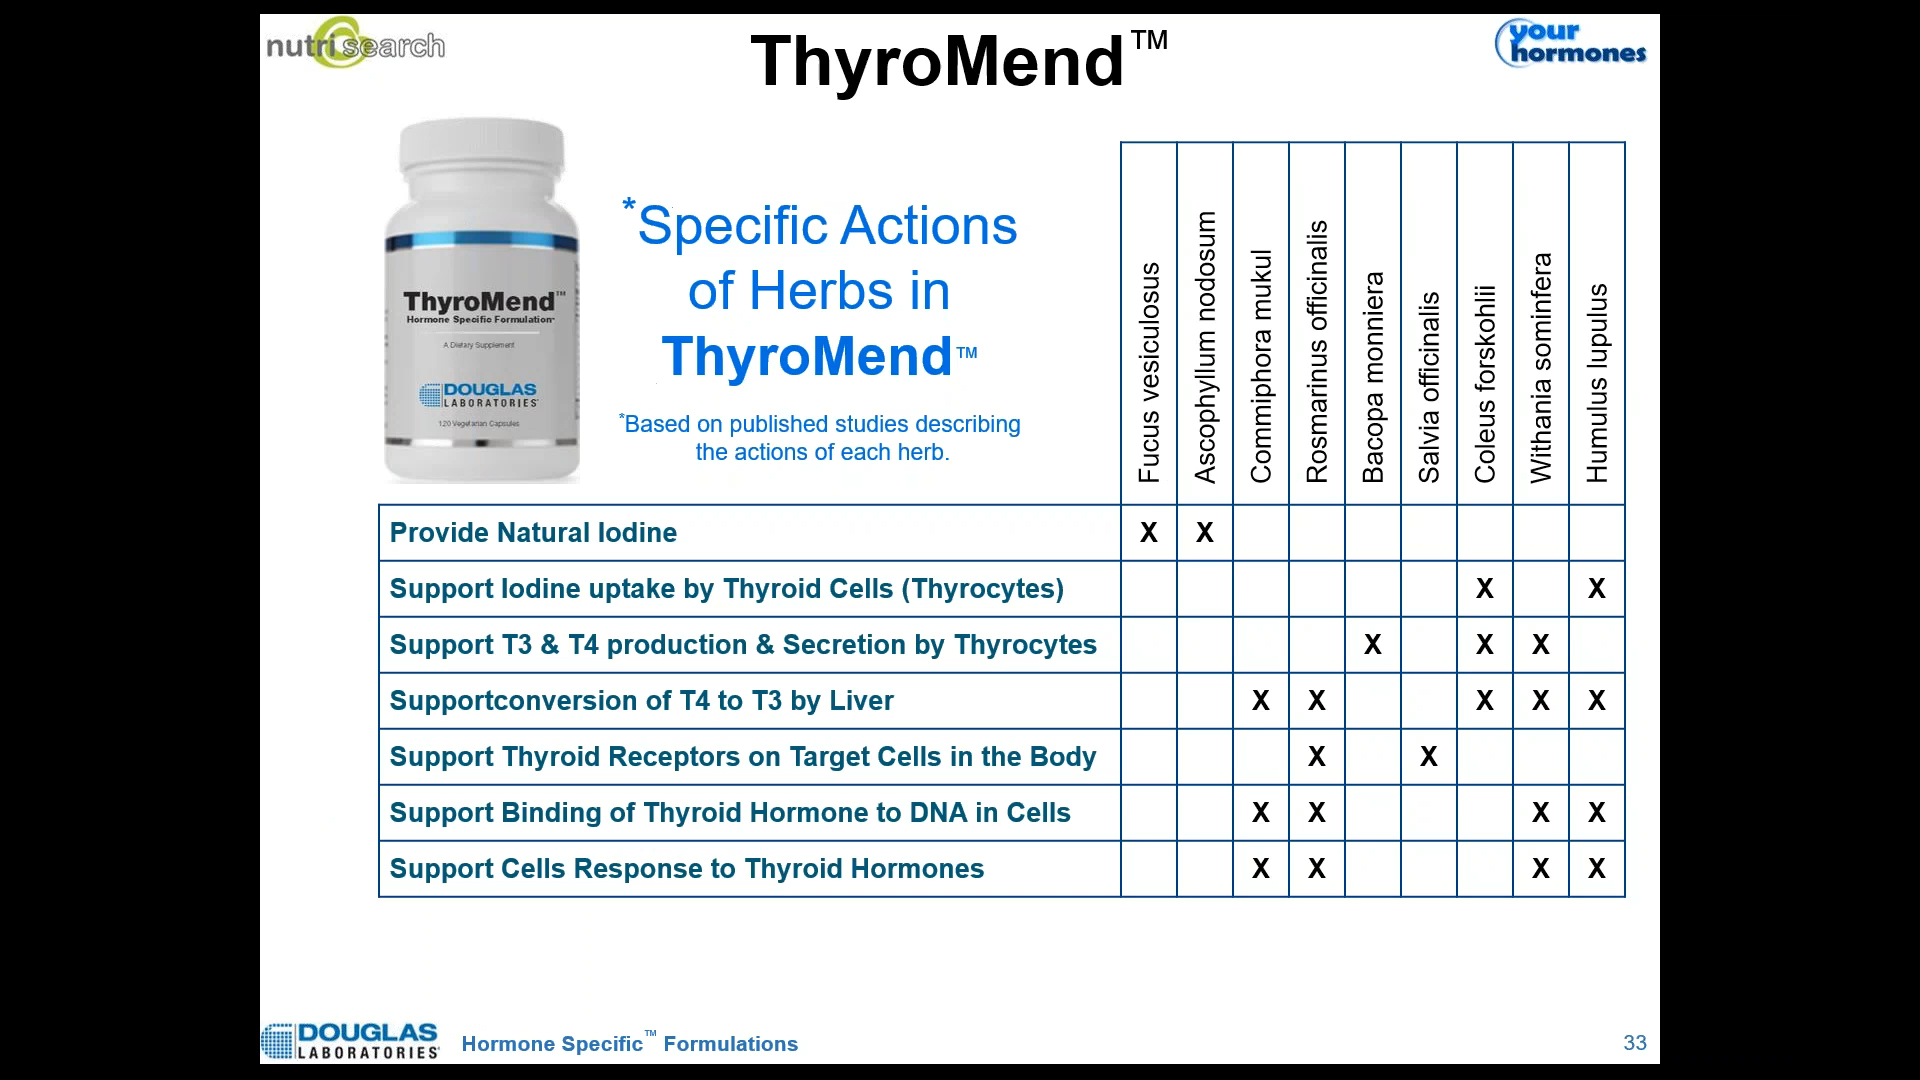 nutrisearch
ThyroMend™
your
hormones
ThyroMend™
Hormone Specific Formulation™
A Dietary Supplement
DOUGLAS
LABORATORIES®
120 Vegetarian Capsules
*Specific Actions
of Herbs in
ThyroMend™
*Based on published studies describing
the actions of each herb.
Fucus vesiculosus
Ascophyllum nodosum
Commiphora mukul
Rosmarinus officinalis
Bacopa monniera
Salvia officinalis
Coleus forskohlii
Withania sominfera
Humulus lupulus
Provide Natural Iodine X X
Support Iodine uptake by Thyroid Cells (Thyrocytes) X X
Support T3 & T4 production & Secretion by Thyrocytes X X X
Supportconversion of T4 to T3 by Liver X X X X X
Support Thyroid Receptors on Target Cells in the Body X X
Support Binding of Thyroid Hormone to DNA in Cells X X X X
Support Cells Response to Thyroid Hormones X X X X
DOUGLAS
LABORATORIES®
Hormone Specific™ Formulations
33